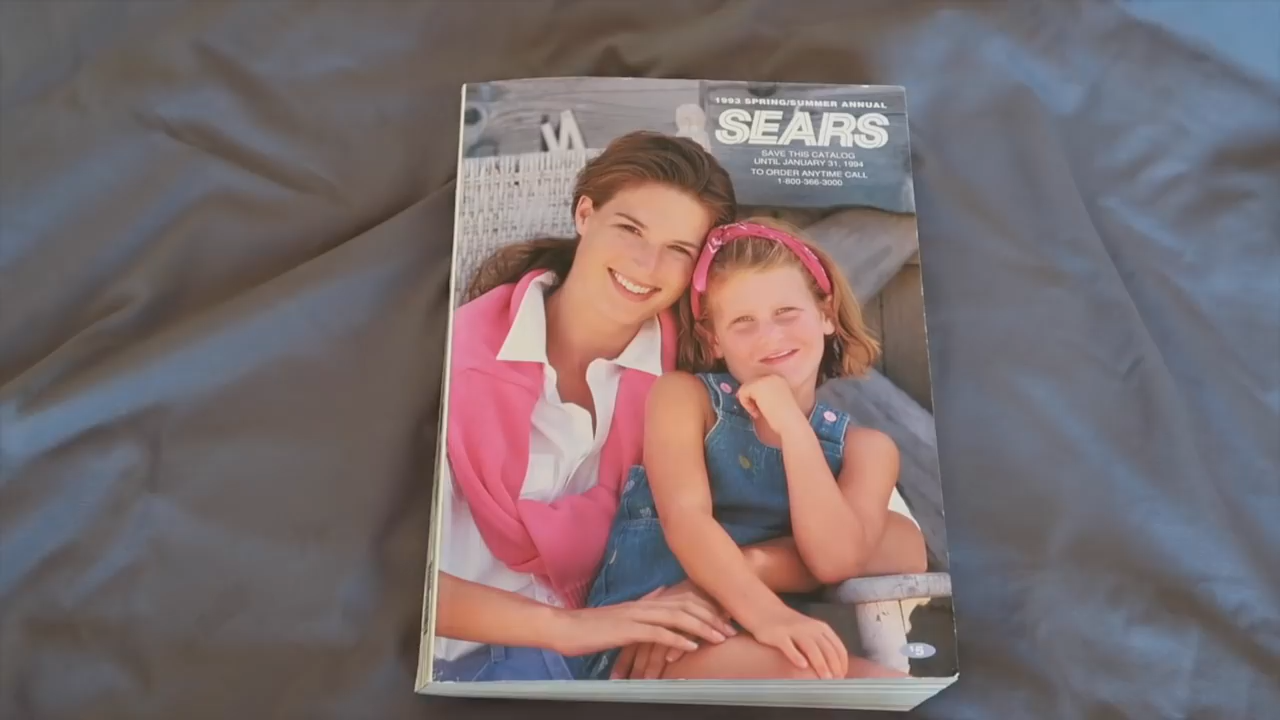 1993 SPRING/SUMMER ANNUAL
SEARS
SAVE THIS CATALOG
UNTIL JANUARY 31, 1994
TO ORDER ANYTIME CALL
1-800-366-3000
$5